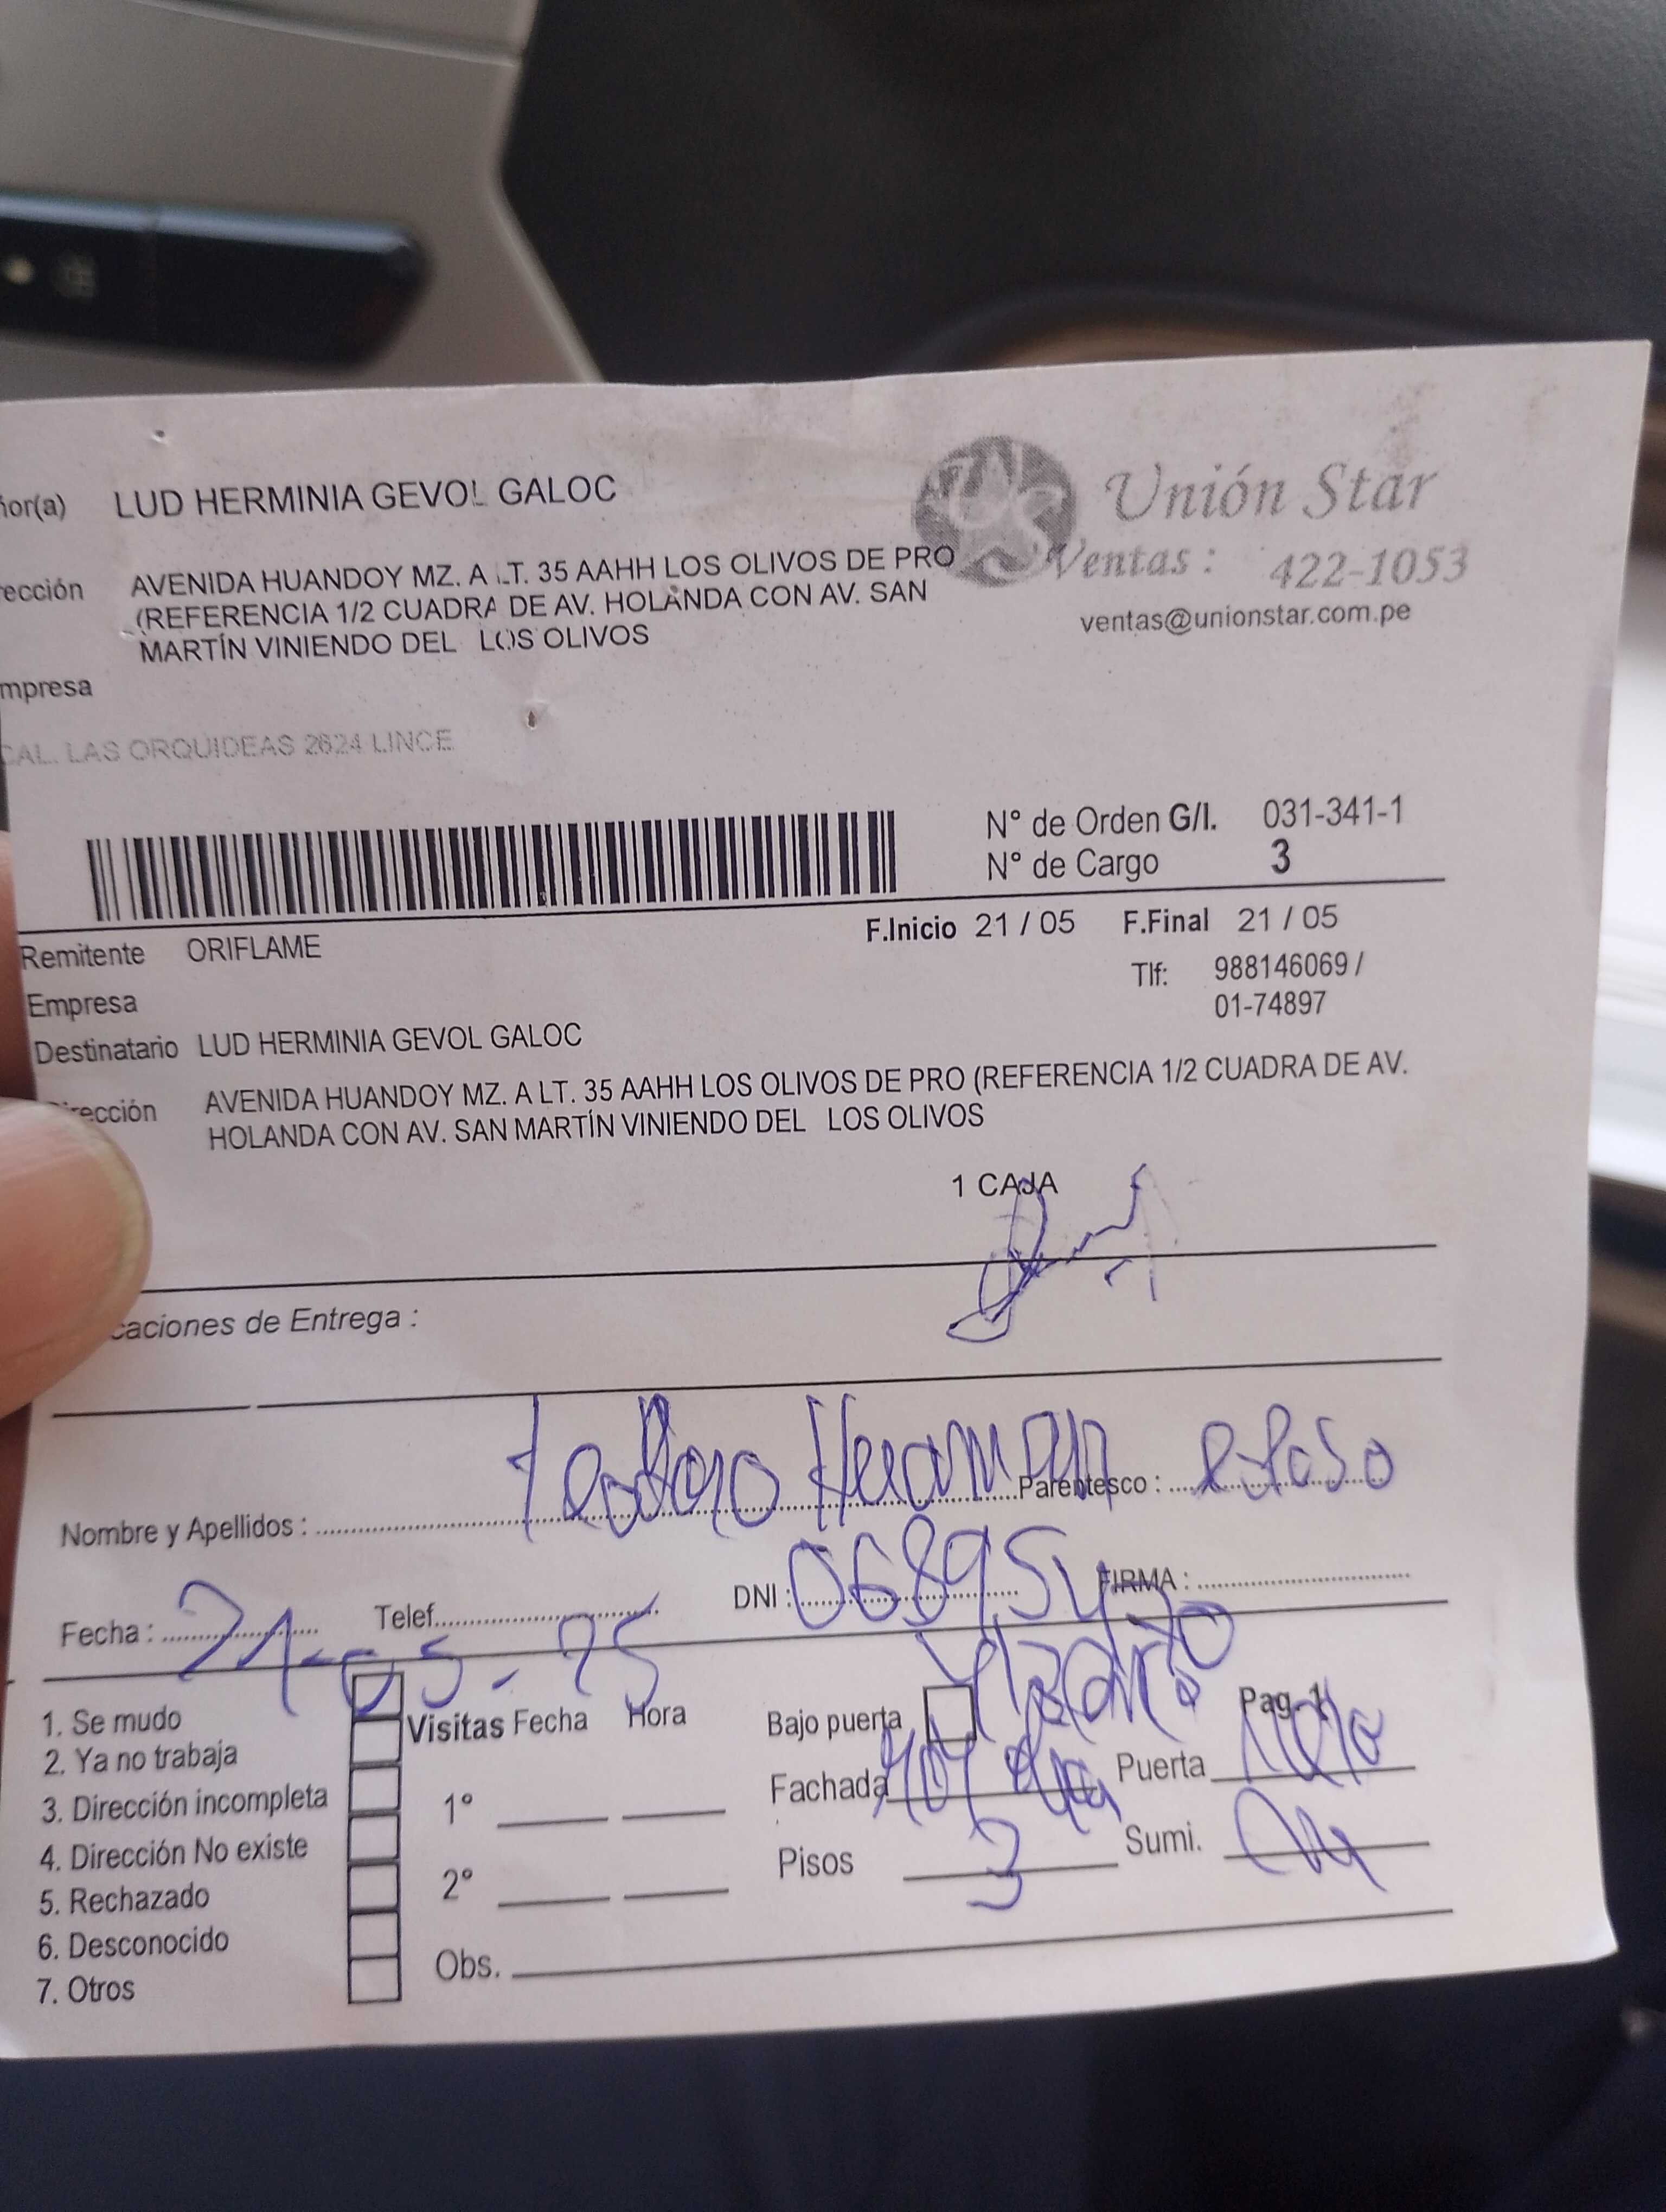 ñor(a) LUD HERMINIA GEVOL GALOC
Unión Star
Ventas : 422-1053
ventas@unionstar.com.pe
rección AVENIDA HUANDOY MZ. A LT. 35 AAHH LOS OLIVOS DE PRO
(REFERENCIA 1/2 CUADRA DE AV. HOLANDA CON AV. SAN
MARTÍN VINIENDO DEL LOS OLIVOS
mpresa
CAL. LAS ORQUIDEAS 2624 LINCE
N° de Orden G/I. 031-341-1
N° de Cargo 3
F.Inicio 21 / 05 F.Final 21 / 05
Remitente ORIFLAME
Tlf: 988146069 /
01-74897
Empresa
Destinatario LUD HERMINIA GEVOL GALOC
rección AVENIDA HUANDOY MZ. A LT. 35 AAHH LOS OLIVOS DE PRO (REFERENCIA 1/2 CUADRA DE AV.
HOLANDA CON AV. SAN MARTÍN VINIENDO DEL LOS OLIVOS
1 CAJA
caciones de Entrega :
Nombre y Apellidos : Teodoro Parentesco : esposo
Fecha : 21-05-25 Telef. DNI : FIRMA :
1. Se mudo
2. Ya no trabaja
3. Dirección incompleta
4. Dirección No existe
5. Rechazado
6. Desconocido
7. Otros
Visitas Fecha Hora
1°
2°
Obs.
Bajo puerta Pag. 1
Fachada Puerta
Pisos 3 Sumi.